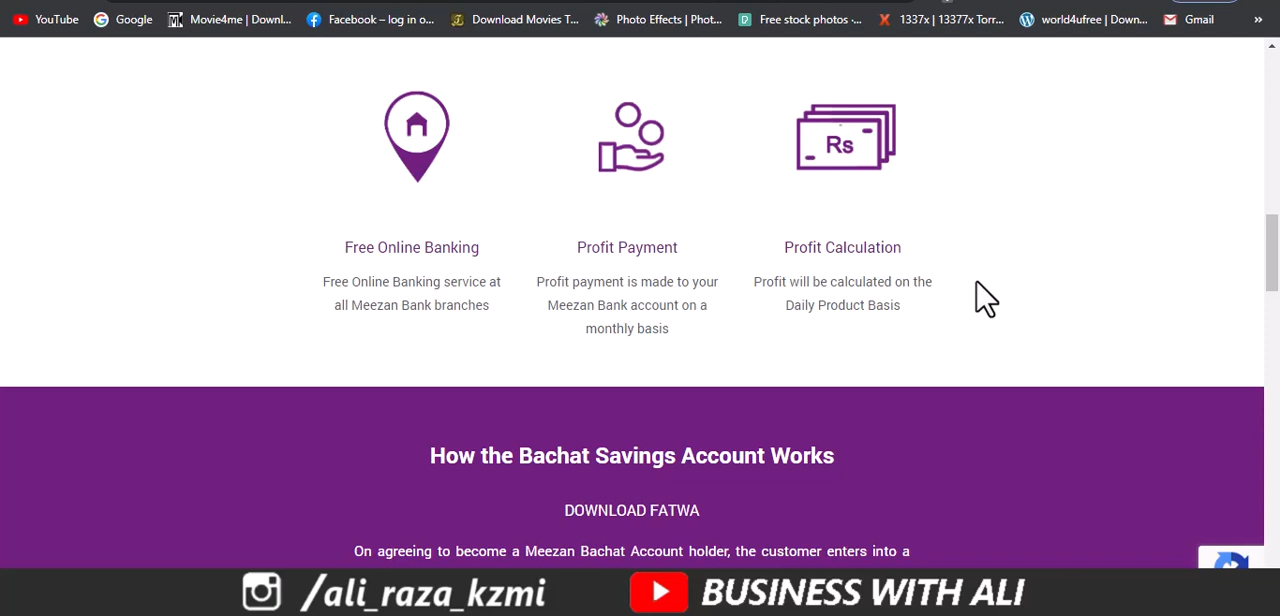 YouTube
Google
Movie4me | Downl...
Facebook – log in o...
Download Movies T...
Photo Effects | Phot...
Free stock photos ·...
1337x | 13377x Torr...
world4ufree | Down...
Gmail
»
Rs
Free Online Banking
Free Online Banking service at
all Meezan Bank branches
Profit Payment
Profit payment is made to your
Meezan Bank account on a
monthly basis
Profit Calculation
Profit will be calculated on the
Daily Product Basis
How the Bachat Savings Account Works
DOWNLOAD FATWA
On agreeing to become a Meezan Bachat Account holder, the customer enters into a
/ali_raza_kzmi
BUSINESS WITH ALI